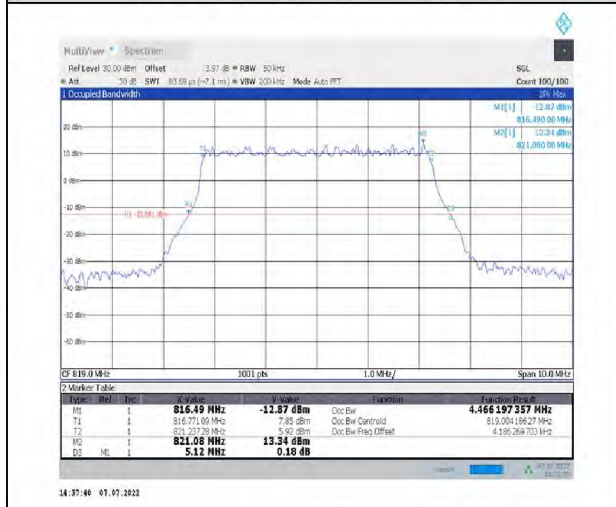 MultiView Spectrum
Ref Level 30.00 dBm Offset 3.97 dB RBW 50 kHz SGL
Att 30 dB SWT 83.68 µs (~7.1 ms) VBW 200 kHz Mode Auto FFT Count 100/100
1 Occupied Bandwidth 1Pk Max
M1[1] -12.87 dBm
816.490 00 MHz
M2[1] 13.34 dBm
821.080 00 MHz
20 dBm
10 dBm
0 dBm
-10 dBm
-20 dBm
-30 dBm
-40 dBm
-50 dBm
-60 dBm
CF 819.0 MHz 1001 pts 1.0 MHz/ Span 10.0 MHz
2 Marker Table
Type Ref Trc X-Value Y-Value Function Function Result
M1 1 816.49 MHz -12.87 dBm Occ Bw 4.466 197 357 MHz
T1 1 816.771 09 MHz 7.85 dBm Occ Bw Centroid 819.004 186 27 MHz
T2 1 821.237 28 MHz 5.92 dBm Occ Bw Freq Offset 4.186 269 703 kHz
M2 1 821.08 MHz 13.34 dBm
D3 M1 1 5.12 MHz 0.18 dB
14:37:40 07.07.2022